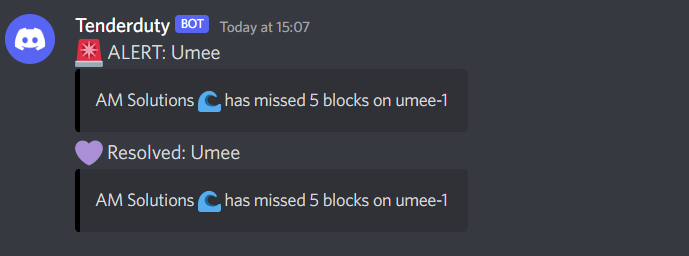 Tenderduty BOT Today at 15:07
🚨 ALERT: Umee
AM Solutions 🌊 has missed 5 blocks on umee-1
💜 Resolved: Umee
AM Solutions 🌊 has missed 5 blocks on umee-1